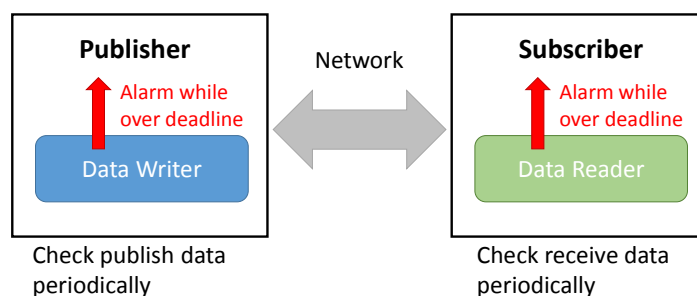 Publisher
Alarm while
over deadline
Data Writer
Check publish data
periodically
Network
Subscriber
Alarm while
over deadline
Data Reader
Check receive data
periodically